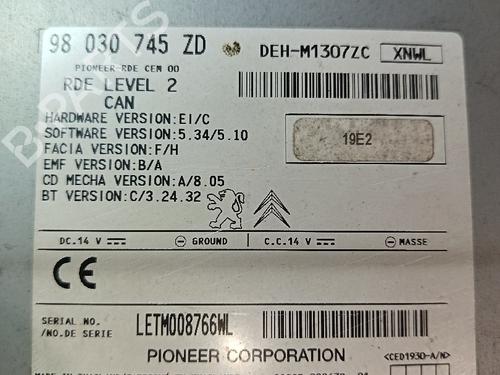 98 030 745 ZD DEH-M1307ZC XNWL
PIONEER-RDE CEM 00
RDE LEVEL 2
CAN
HARDWARE VERSION:EI/C
SOFTWARE VERSION:5.34/5.10
FACIA VERSION:F/H
EMF VERSION:B/A
CD MECHA VERSION:A/8.05
BT VERSION:C/3.24.32
19E2
DC.14 V GROUND C.C.14 V MASSE
CE
SERIAL NO.
/NO.DE SERIE LETM008766WL
PIONEER CORPORATION <CED1930-A/N>